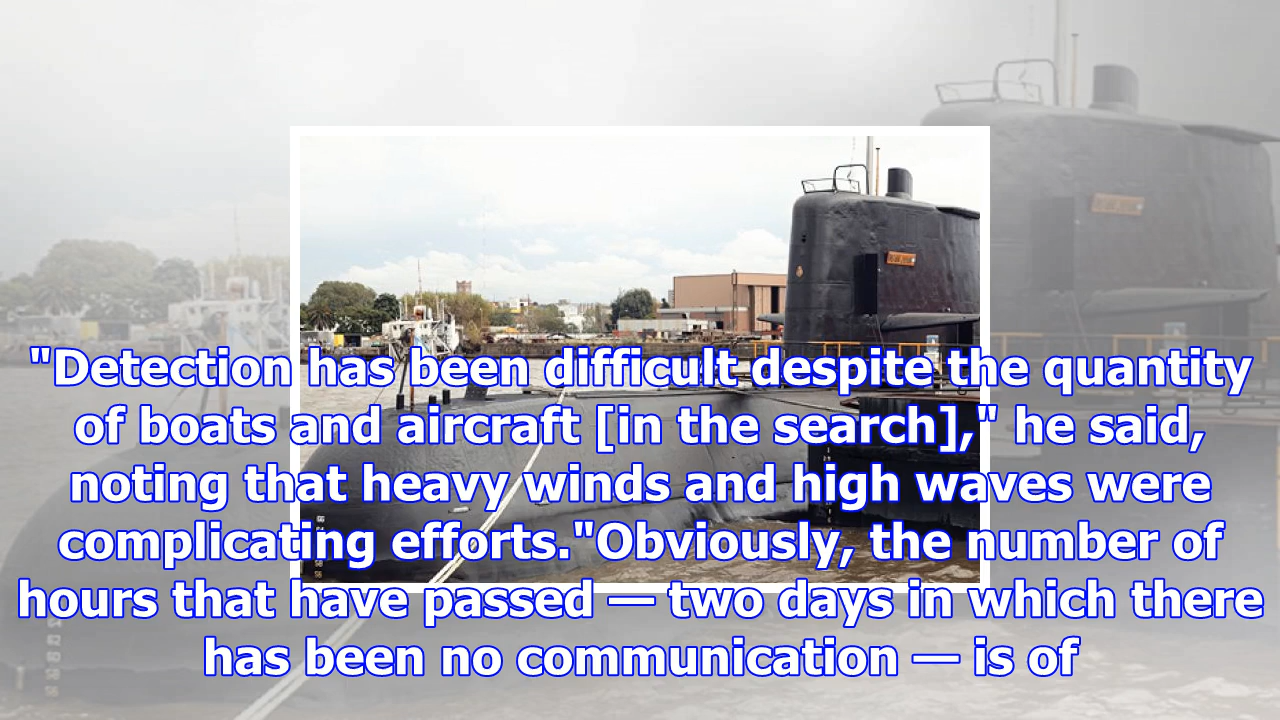 "Detection has been difficult despite the quantity
of boats and aircraft [in the search]," he said,
noting that heavy winds and high waves were
complicating efforts."Obviously, the number of
hours that have passed — two days in which there
has been no communication — is of